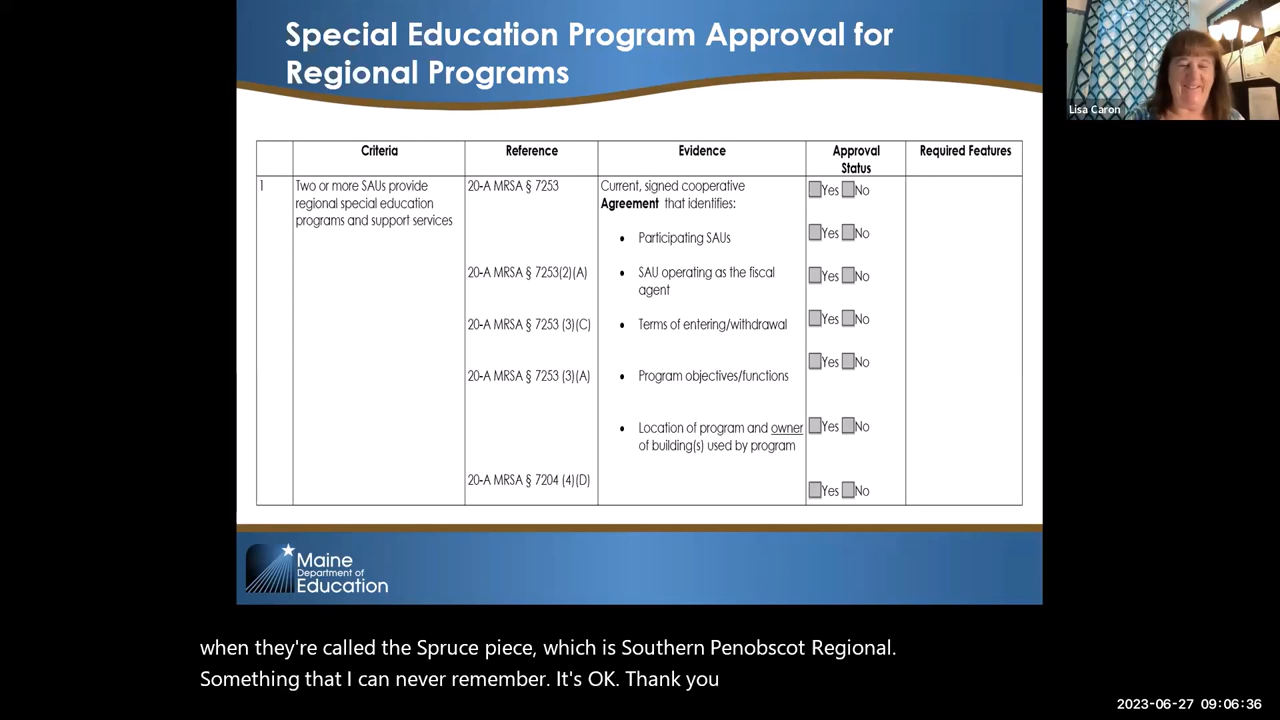 Special Education Program Approval for
Regional Programs
Lisa Caron
Criteria
Reference
Evidence
Approval
Status
Required Features
1
Two or more SAUs provide
regional special education
programs and support services
20-A MRSA § 7253
Current, signed cooperative
Agreement that identifies:
Yes No
• Participating SAUs
Yes No
20-A MRSA § 7253(2)(A)
• SAU operating as the fiscal
agent
Yes No
20-A MRSA § 7253 (3)(C)
• Terms of entering/withdrawal
Yes No
20-A MRSA § 7253 (3)(A)
• Program objectives/functions
Yes No
• Location of program and owner
of building(s) used by program
Yes No
20-A MRSA § 7204 (4)(D)
Yes No
Maine
Department of
Education
when they're called the Spruce piece, which is Southern Penobscot Regional.
Something that I can never remember. It's OK. Thank you
2023-06-27 09:06:36